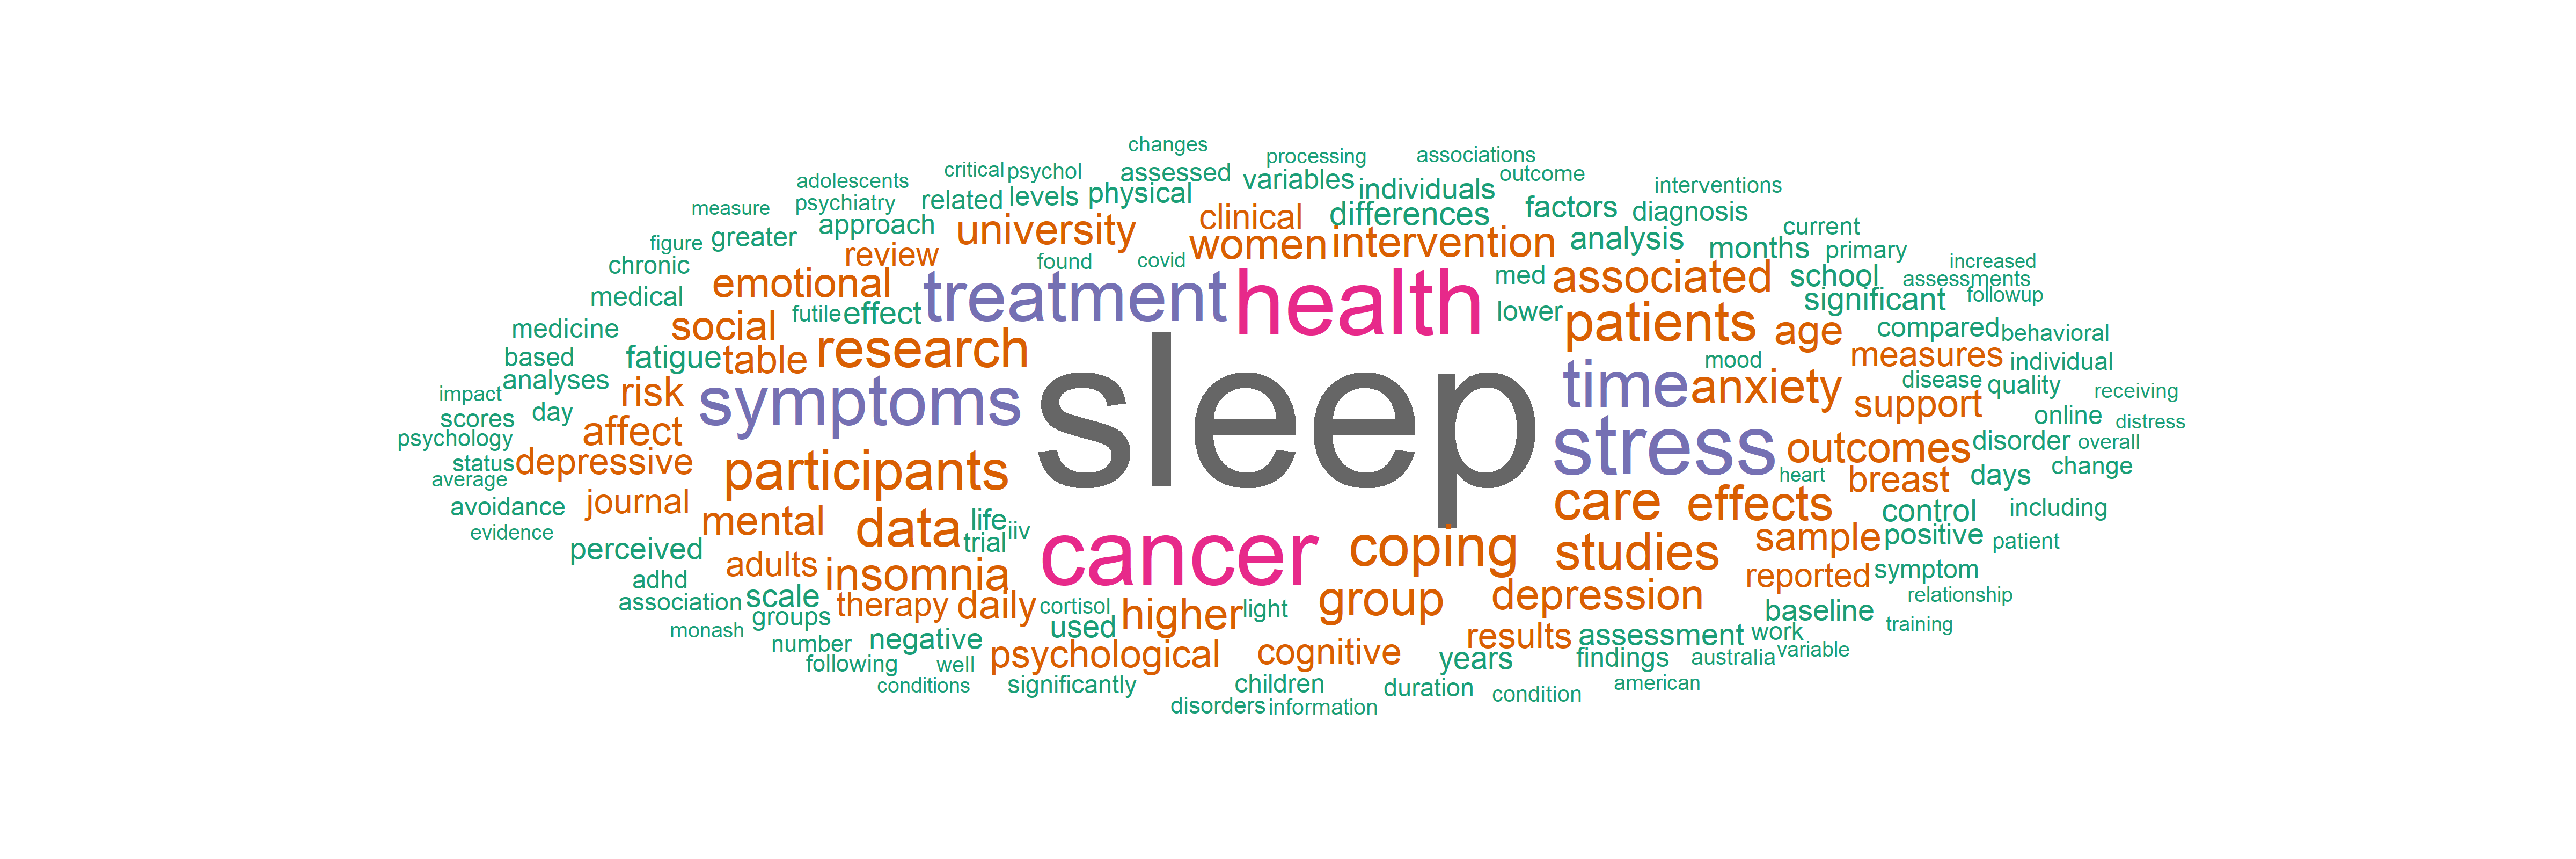 changes
processing
associations
critical
psychol
assessed
outcome
adolescents
variables
individuals
interventions
psychiatry
related
levels
physical
measure
clinical
differences
factors
diagnosis
approach
university
current
figure
greater
review
women
intervention
analysis
months
primary
chronic
found
covid
increased
emotional
treatment
health
med
associated
school
assessments
medical
significant
followup
futile
effect
lower
medicine
social
patients
age
compared
behavioral
based
fatigue
table
research
mood
measures
individual
analyses
sleep
time
anxiety
disease
quality
impact
risk
symptoms
support
receiving
scores
day
online
distress
psychology
affect
stress
outcomes
disorder
overall
status
depressive
participants
change
average
heart
breast
days
avoidance
journal
care
effects
control
including
evidence
mental
data
life
iiv
trial
cancer
coping
studies
sample
positive
patient
perceived
adhd
adults
insomnia
reported
symptom
association
scale
therapy
daily
cortisol
higher
light
group
depression
relationship
monash
groups
used
baseline
training
number
negative
psychological
cognitive
results
assessment
work
variable
following
well
years
findings
australia
conditions
significantly
children
duration
condition
american
disorders
information